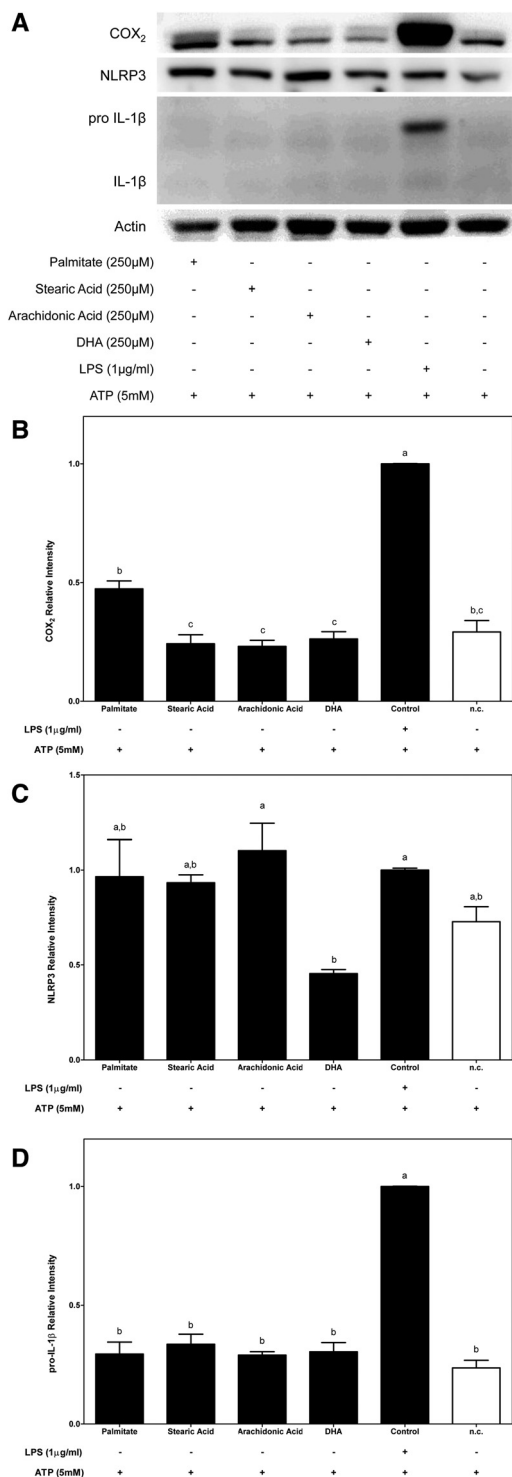 A
COX2
NLRP3
pro IL-1β
IL-1β
Actin
Palmitate (250µM) + - - - - -
Stearic Acid (250µM) - + - - - -
Arachidonic Acid (250µM) - - + - - -
DHA (250µM) - - - + - -
LPS (1µg/ml) - - - - + -
ATP (5mM) + + + + + +
B
COX2 Relative Intensity
1.0
0.5
0.0
b c c c a b,c
Palmitate Stearic Acid Arachidonic Acid DHA Control n.c.
LPS (1µg/ml) - - - - + -
ATP (5mM) + + + + + +
C
NLRP3 Relative Intensity
1.5
1.0
0.5
0.0
a,b a,b a b a a,b
Palmitate Stearic Acid Arachidonic Acid DHA Control n.c.
LPS (1µg/ml) - - - - + -
ATP (5mM) + + + + + +
D
pro-IL-1β Relative Intensity
1.0
0.5
0.0
b b b b a b
Palmitate Stearic Acid Arachidonic Acid DHA Control n.c.
LPS (1µg/ml) - - - - + -
ATP (5mM) + + + + + +